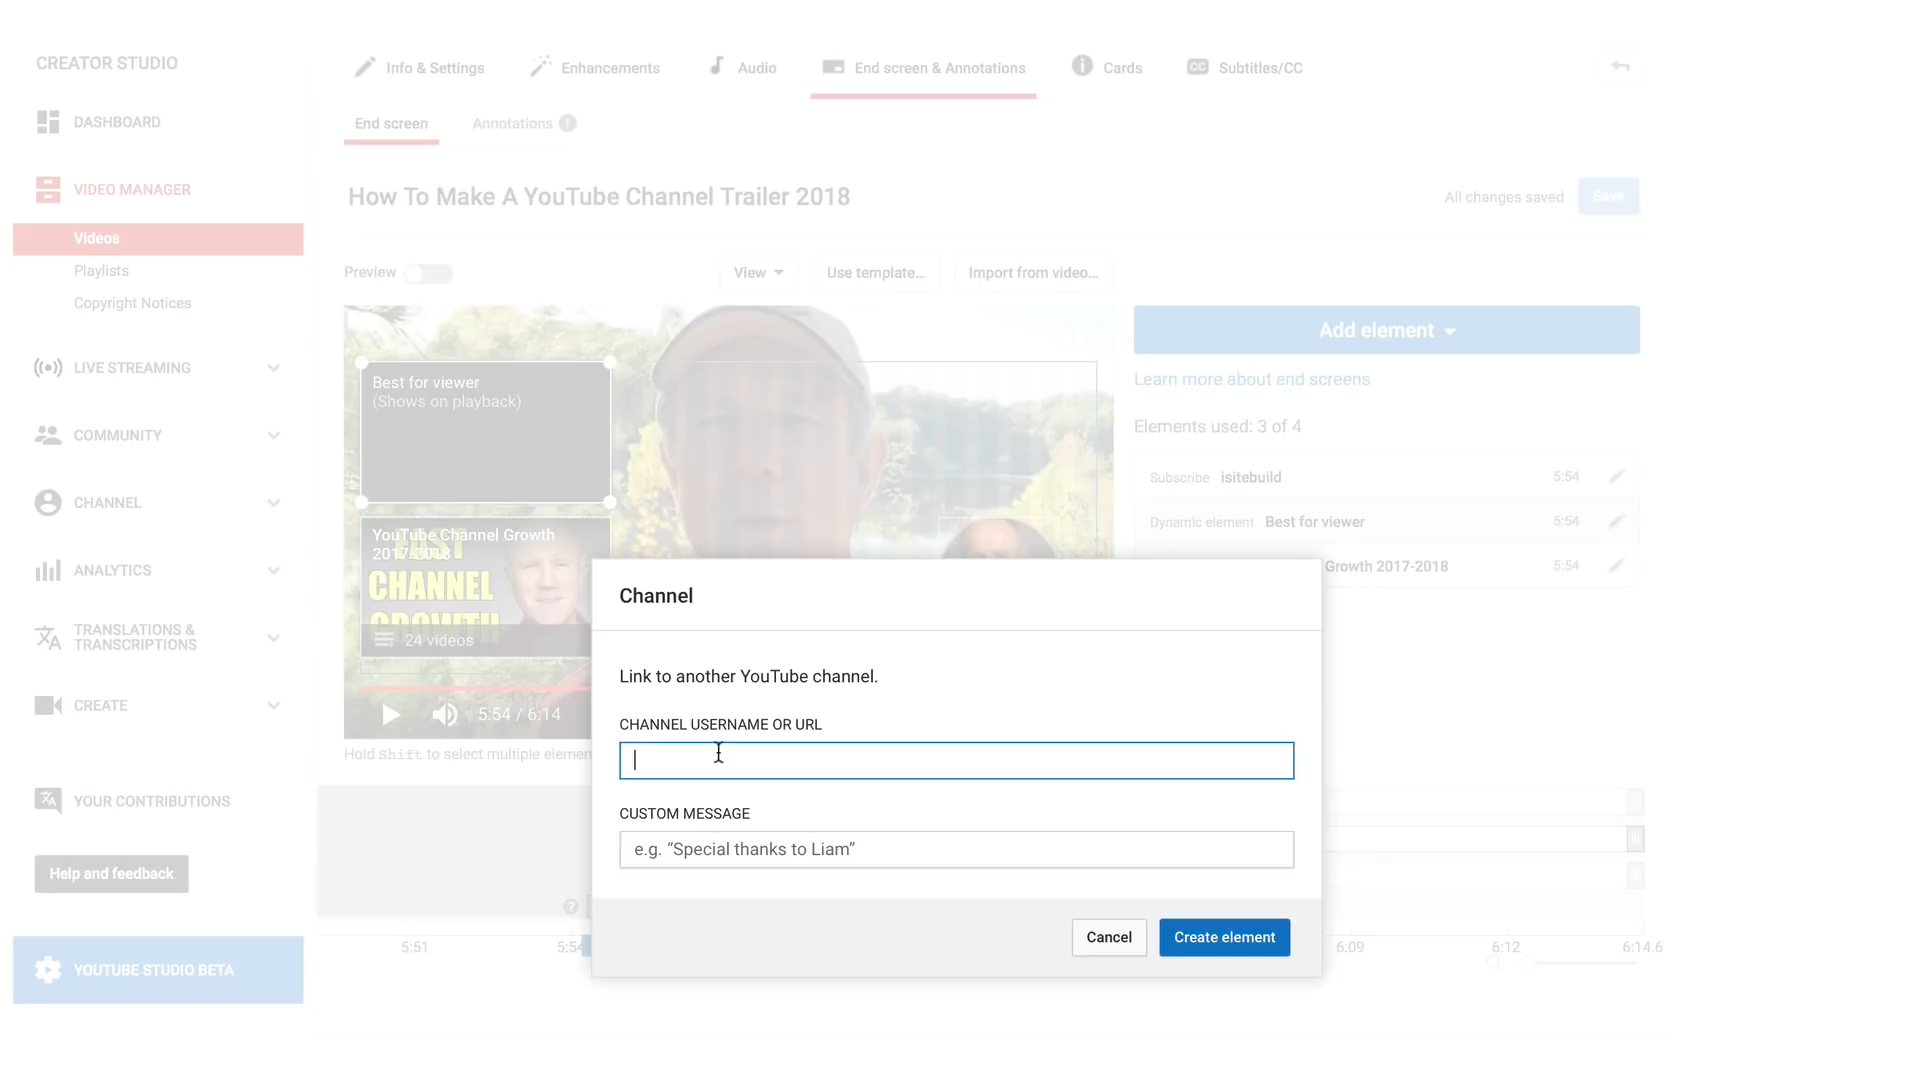 CREATOR STUDIO
DASHBOARD
VIDEO MANAGER
Videos
Playlists
Copyright Notices
LIVE STREAMING
COMMUNITY
CHANNEL
ANALYTICS
TRANSLATIONS &
TRANSCRIPTIONS
CREATE
YOUR CONTRIBUTIONS
Help and feedback
YOUTUBE STUDIO BETA
Info & Settings
Enhancements
Audio
End screen & Annotations
Cards
CC Subtitles/CC
End screen
Annotations
How To Make A YouTube Channel Trailer 2018
All changes saved
Save
Preview
View
Use template...
Import from video...
Best for viewer
(Shows on playback)
YouTube Channel Growth
2017-2018
FAST
CHANNEL
GROWTH
24 videos
5:54 / 6:14
Hold Shift to select multiple elemen
Add element
Learn more about end screens
Elements used: 3 of 4
Subscribe isitebuild 5:54
Dynamic element Best for viewer 5:54
Growth 2017-2018 5:54
Channel
Link to another YouTube channel.
CHANNEL USERNAME OR URL
CUSTOM MESSAGE
e.g. “Special thanks to Liam”
Cancel
Create element
5:51 5:54 6:09 6:12 6:14.6